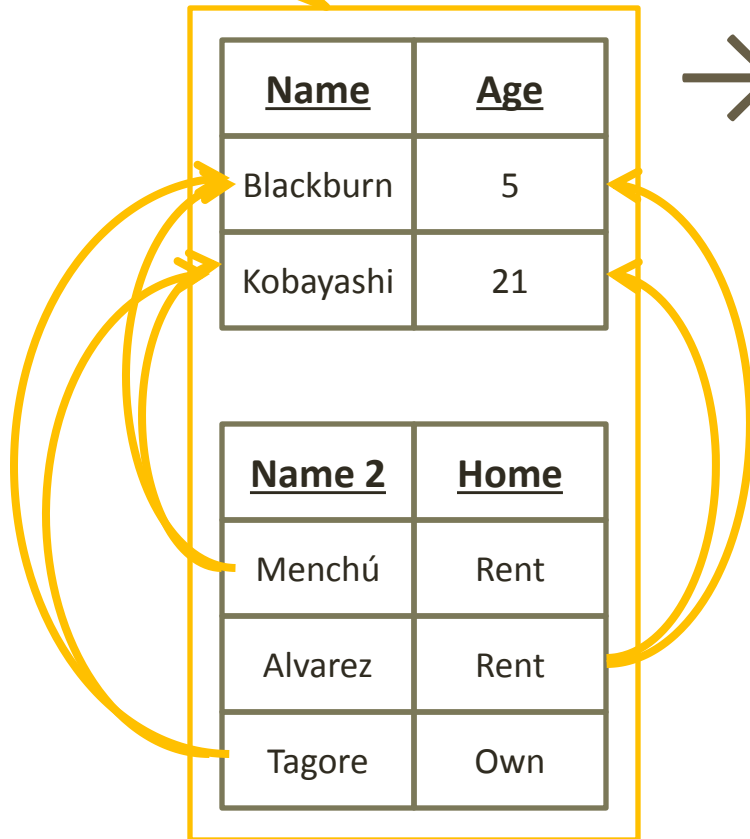 Name Age
Blackburn 5
Kobayashi 21
Name 2 Home
Menchú Rent
Alvarez Rent
Tagore Own